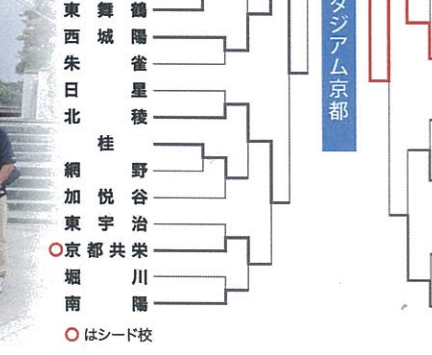 東舞鶴
西城陽
朱雀
日星
北稜
桂
網野
加悦谷
東宇治
○京都共栄
堀川
南陽
○はシード校
タジアム京都